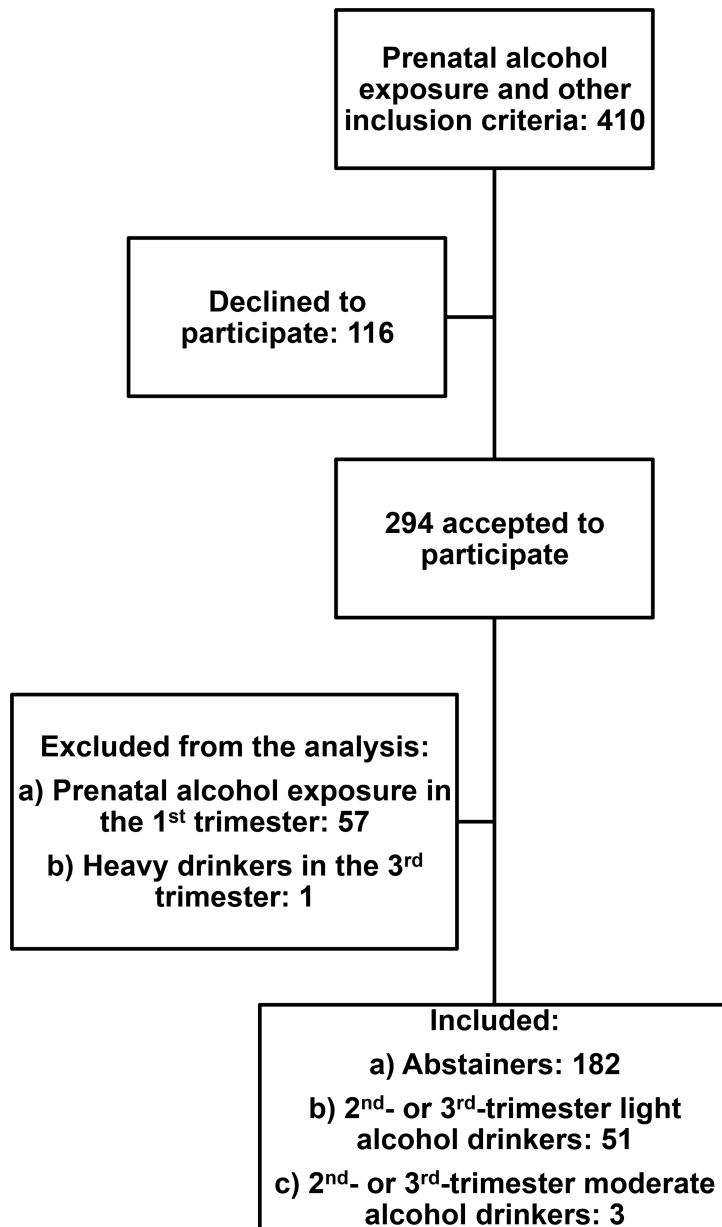 Prenatal alcohol
exposure and other
inclusion criteria: 410
Declined to
participate: 116
294 accepted to
participate
Excluded from the analysis:
a) Prenatal alcohol exposure in
the 1st trimester: 57
b) Heavy drinkers in the 3rd
trimester: 1
Included:
a) Abstainers: 182
b) 2nd- or 3rd-trimester light
alcohol drinkers: 51
c) 2nd- or 3rd-trimester moderate
alcohol drinkers: 3